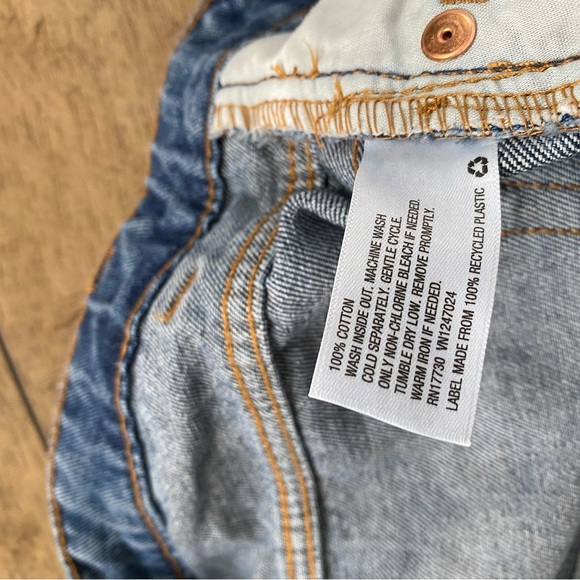 100% COTTON
WASH INSIDE OUT. MACHINE WASH
COLD SEPARATELY. GENTLE CYCLE.
ONLY NON-CHLORINE BLEACH IF NEEDED.
TUMBLE DRY LOW. REMOVE PROMPTLY.
WARM IRON IF NEEDED.
RN17730 VN1247024
LABEL MADE FROM 100% RECYCLED PLASTIC